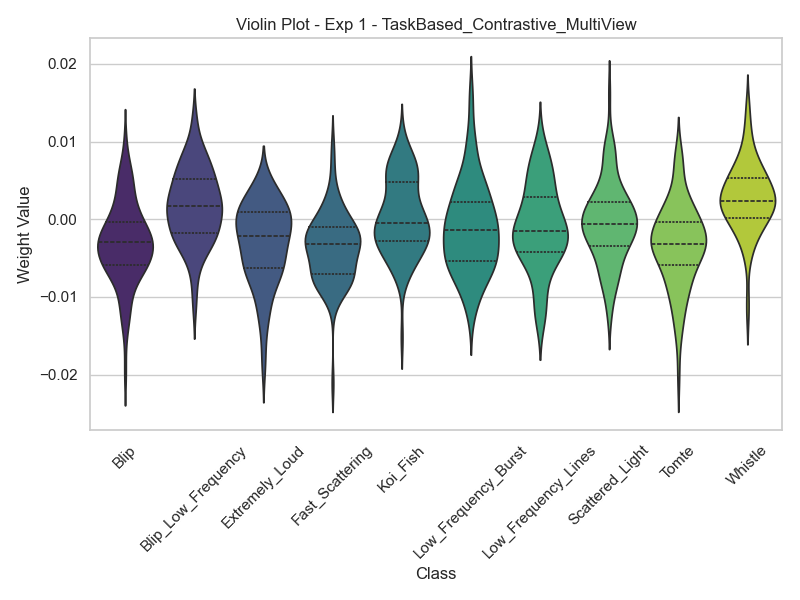 Violin Plot - Exp 1 - TaskBased_Contrastive_MultiView
Weight Value
0.02
0.01
0.00
−0.01
−0.02
Blip
Blip_Low_Frequency
Extremely_Loud
Fast_Scattering
Koi_Fish
Low_Frequency_Burst
Low_Frequency_Lines
Scattered_Light
Tomte
Whistle
Class